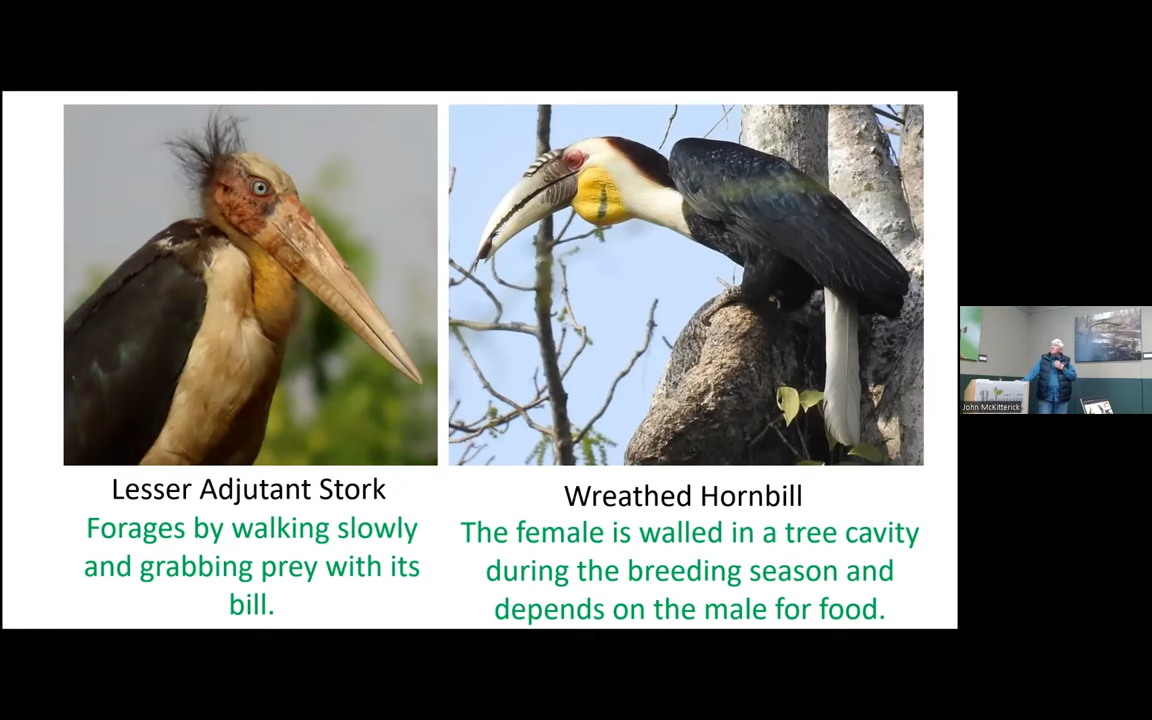 Lesser Adjutant Stork
Forages by walking slowly
and grabbing prey with its
bill.
Wreathed Hornbill
The female is walled in a tree cavity
during the breeding season and
depends on the male for food.
John McKitterick